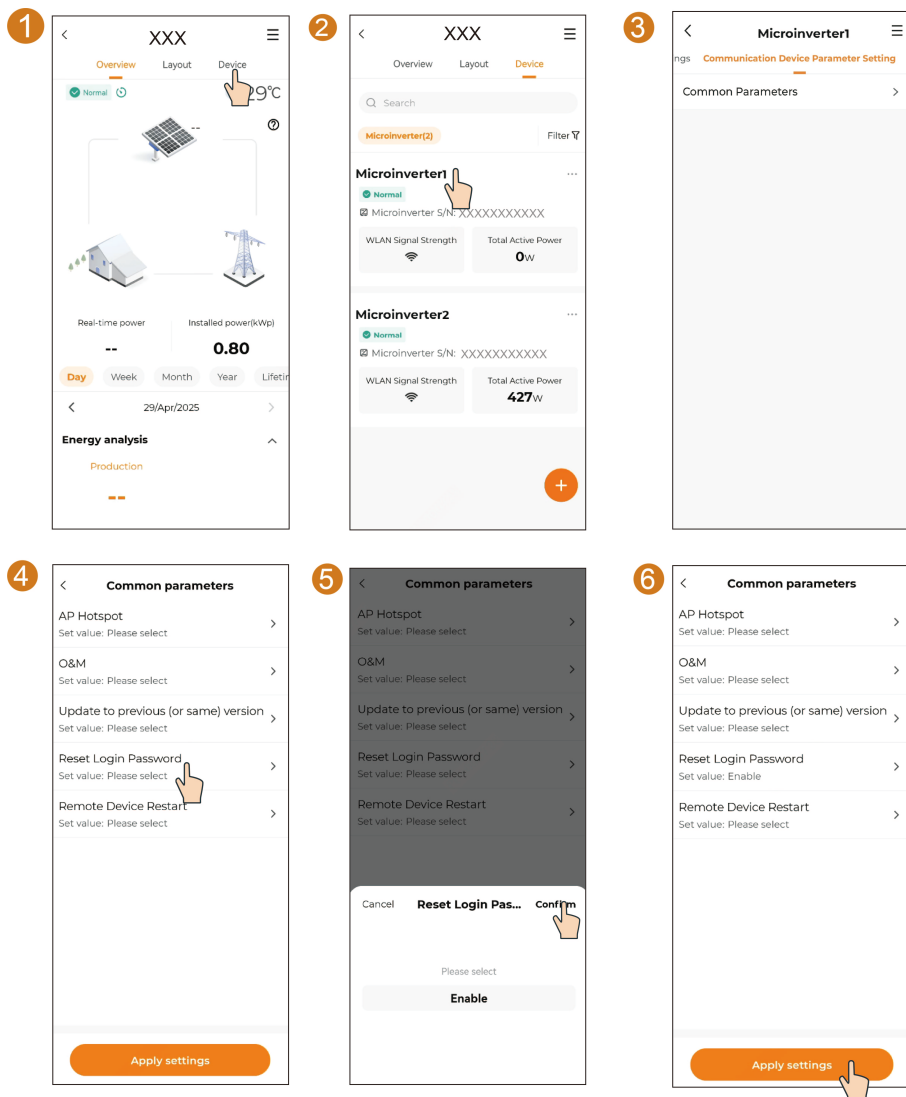 1
XXX
Overview Layout Device
Normal 29°C
--
Real-time power Installed power(kWp)
-- 0.80
Day Week Month Year Lifetim
29/Apr/2025
Energy analysis
Production
--
2
XXX
Overview Layout Device
Search
Microinverter(2) Filter
Microinverter1 ...
Normal
Microinverter S/N: XXXXXXXXXXX
WLAN Signal Strength Total Active Power
0W
Microinverter2 ...
Normal
Microinverter S/N: XXXXXXXXXXX
WLAN Signal Strength Total Active Power
427W
+
3
Microinverter1
ngs Communication Device Parameter Setting
Common Parameters
4
Common parameters
AP Hotspot
Set value: Please select
O&M
Set value: Please select
Update to previous (or same) version
Set value: Please select
Reset Login Password
Set value: Please select
Remote Device Restart
Set value: Please select
Apply settings
5
Common parameters
AP Hotspot
Set value: Please select
O&M
Set value: Please select
Update to previous (or same) version
Set value: Please select
Reset Login Password
Set value: Please select
Remote Device Restart
Set value: Please select
Cancel Reset Login Pas... Confirm
Please select
Enable
6
Common parameters
AP Hotspot
Set value: Please select
O&M
Set value: Please select
Update to previous (or same) version
Set value: Please select
Reset Login Password
Set value: Enable
Remote Device Restart
Set value: Please select
Apply settings